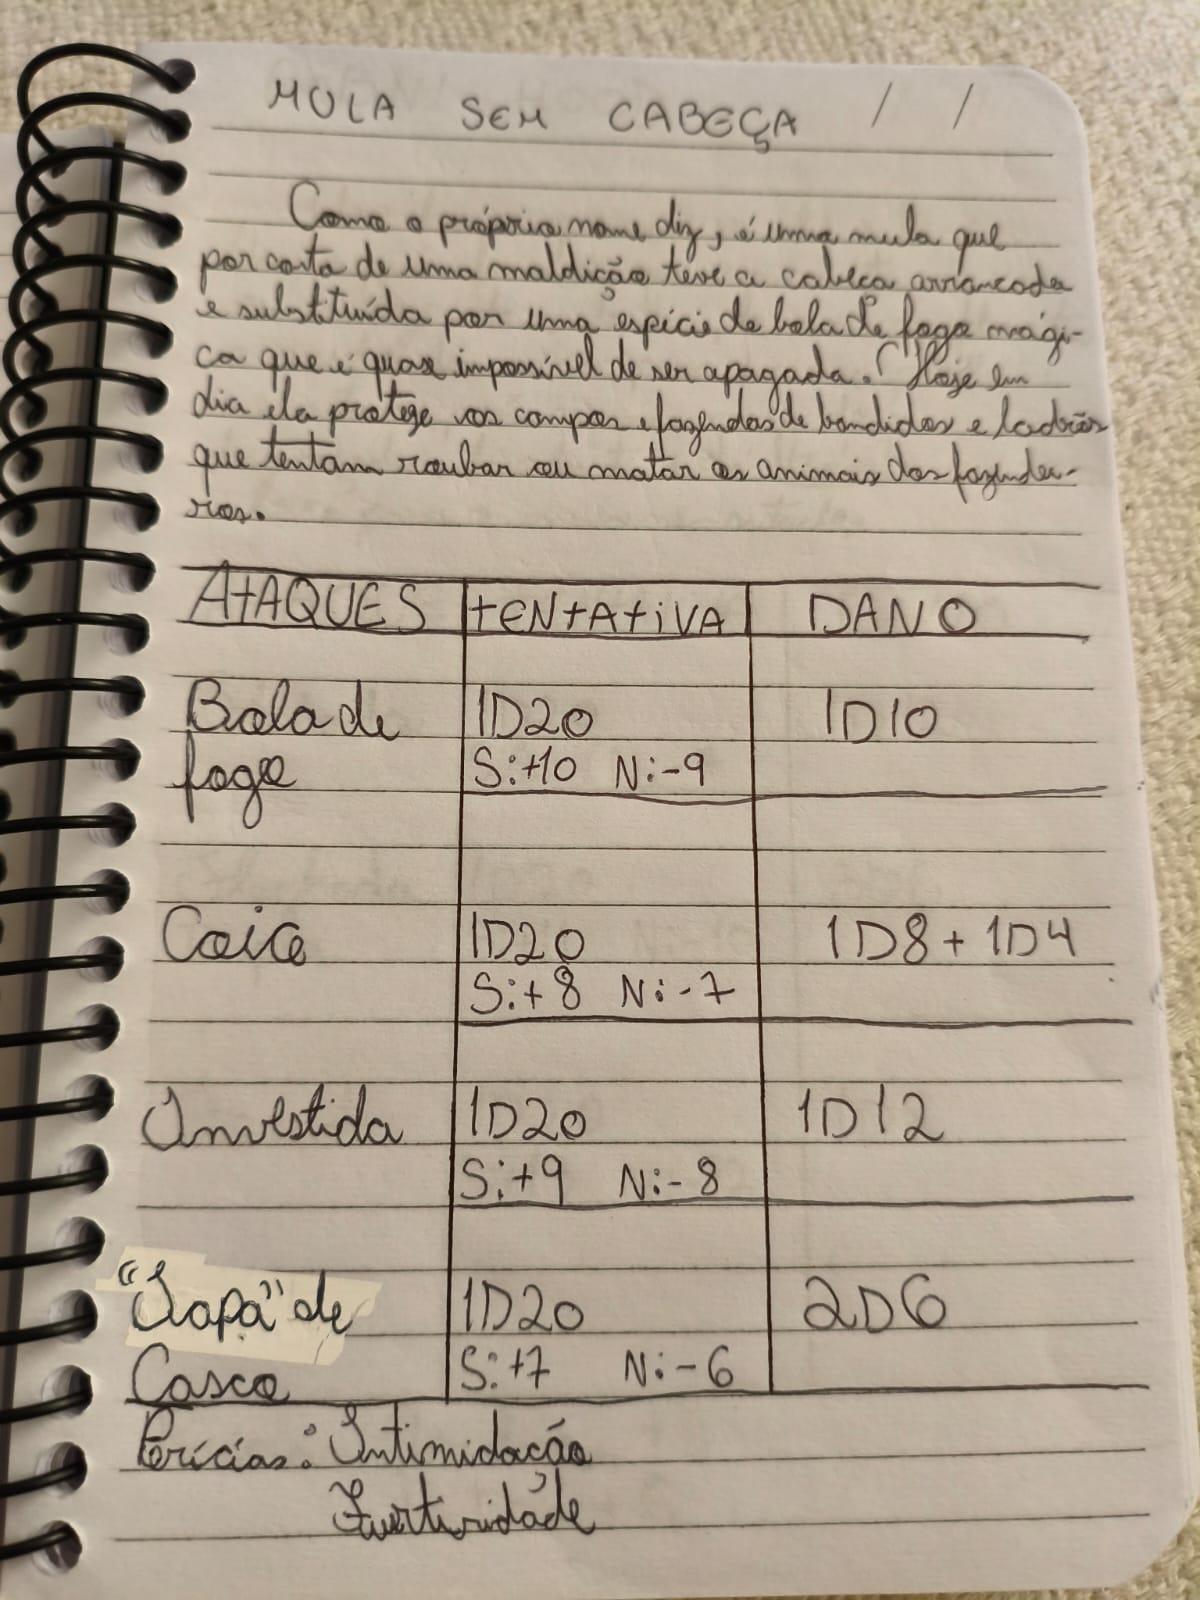 MULA SEM CABEÇA / /
Como o próprio nome diz, é uma mula que
por conta de uma maldição teve a cabeça arrancada
e substituída por uma espécie de bola de fogo mági-
ca que é quase impossível de ser apagada. Hoje em
dia ela protege os campos e fazendas de bandidos e ladrões
que tentam roubar ou matar os animais dos fazendei-
ros.
ATAQUES TENTATIVA DANO
Bola de 1D20 1D10
fogo S:+10 N:-9
Coice 1D20 1D8 + 1D4
S:+8 N:-7
Investida 1D20 1D12
S:+9 N:-8
"Tapa" de 1D20 2D6
Casco S:+7 N:-6
Perícias: Intimidação
Furtividade